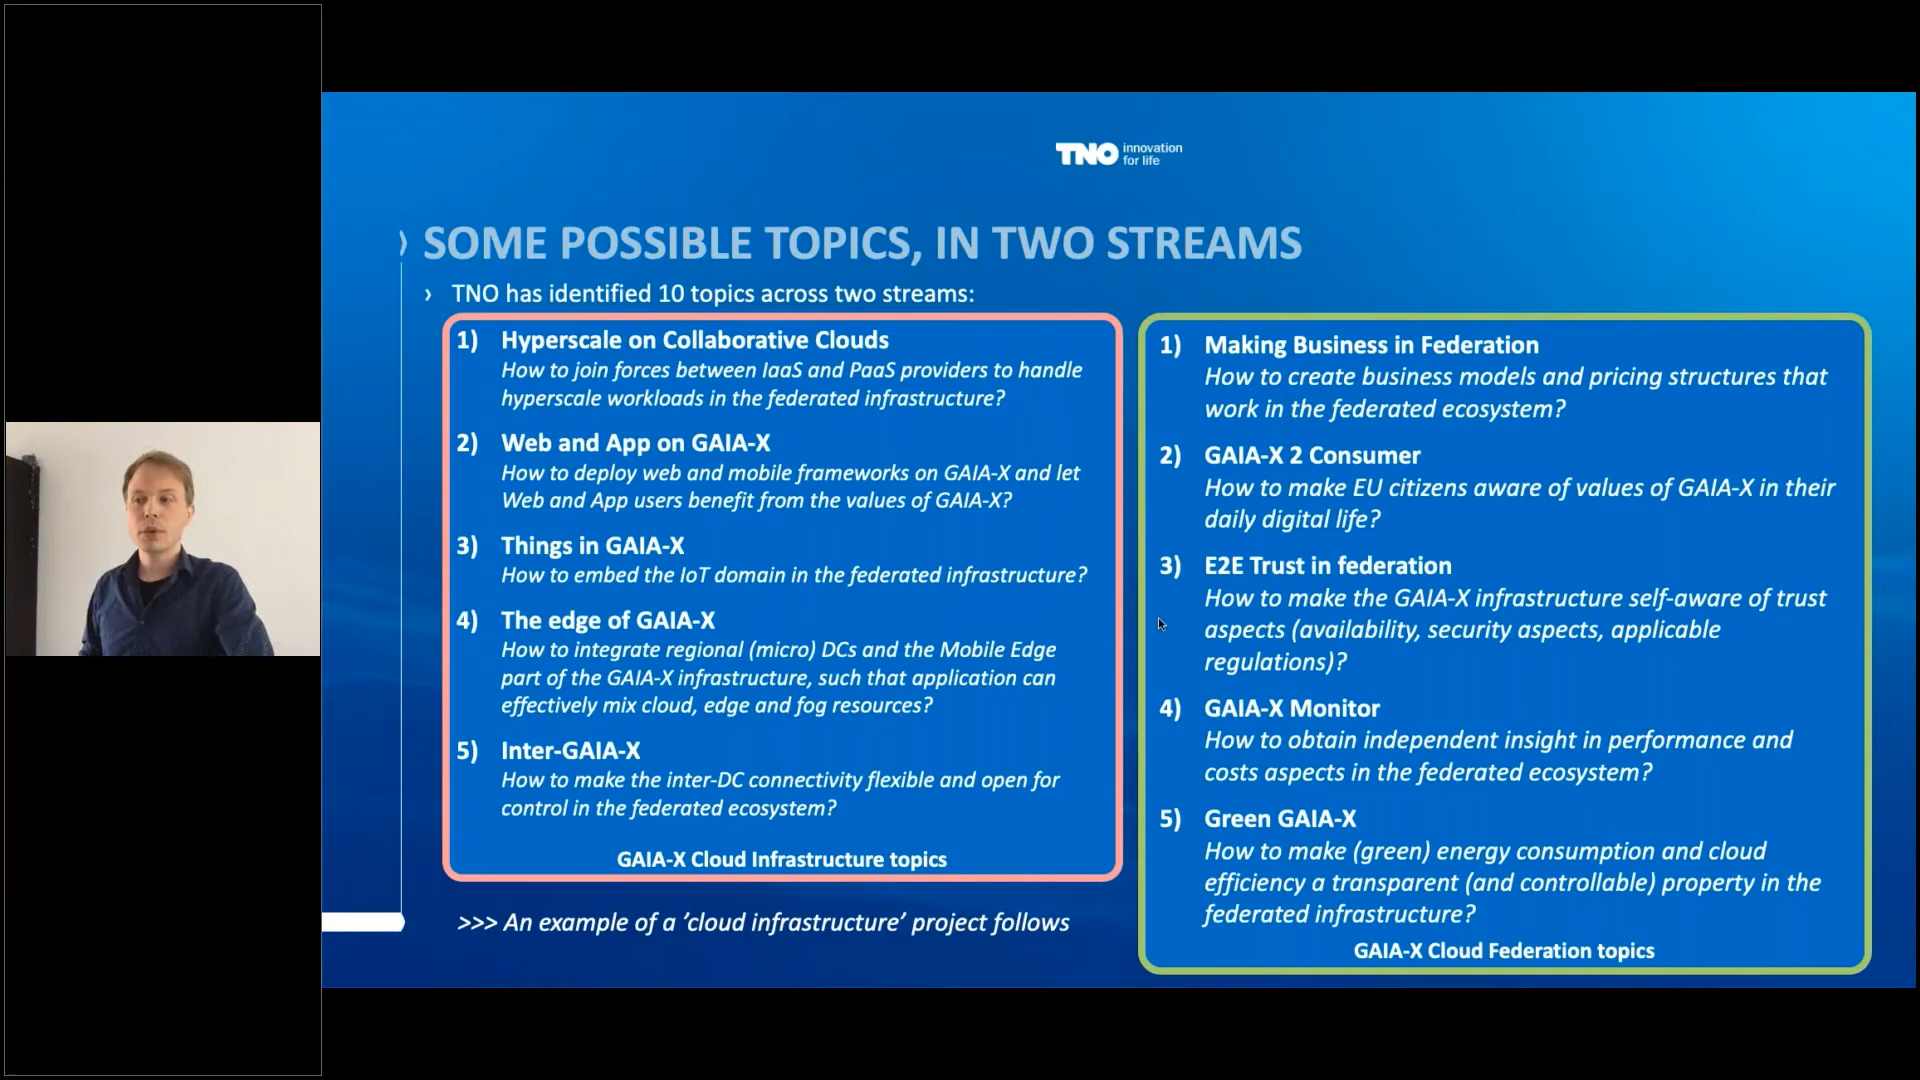 TNO innovation
for life
SOME POSSIBLE TOPICS, IN TWO STREAMS
› TNO has identified 10 topics across two streams:
1) Hyperscale on Collaborative Clouds
How to join forces between IaaS and PaaS providers to handle
hyperscale workloads in the federated infrastructure?
2) Web and App on GAIA-X
How to deploy web and mobile frameworks on GAIA-X and let
Web and App users benefit from the values of GAIA-X?
3) Things in GAIA-X
How to embed the IoT domain in the federated infrastructure?
4) The edge of GAIA-X
How to integrate regional (micro) DCs and the Mobile Edge
part of the GAIA-X infrastructure, such that application can
effectively mix cloud, edge and fog resources?
5) Inter-GAIA-X
How to make the inter-DC connectivity flexible and open for
control in the federated ecosystem?
GAIA-X Cloud Infrastructure topics
>>> An example of a ’cloud infrastructure’ project follows
1) Making Business in Federation
How to create business models and pricing structures that
work in the federated ecosystem?
2) GAIA-X 2 Consumer
How to make EU citizens aware of values of GAIA-X in their
daily digital life?
3) E2E Trust in federation
How to make the GAIA-X infrastructure self-aware of trust
aspects (availability, security aspects, applicable
regulations)?
4) GAIA-X Monitor
How to obtain independent insight in performance and
costs aspects in the federated ecosystem?
5) Green GAIA-X
How to make (green) energy consumption and cloud
efficiency a transparent (and controllable) property in the
federated infrastructure?
GAIA-X Cloud Federation topics